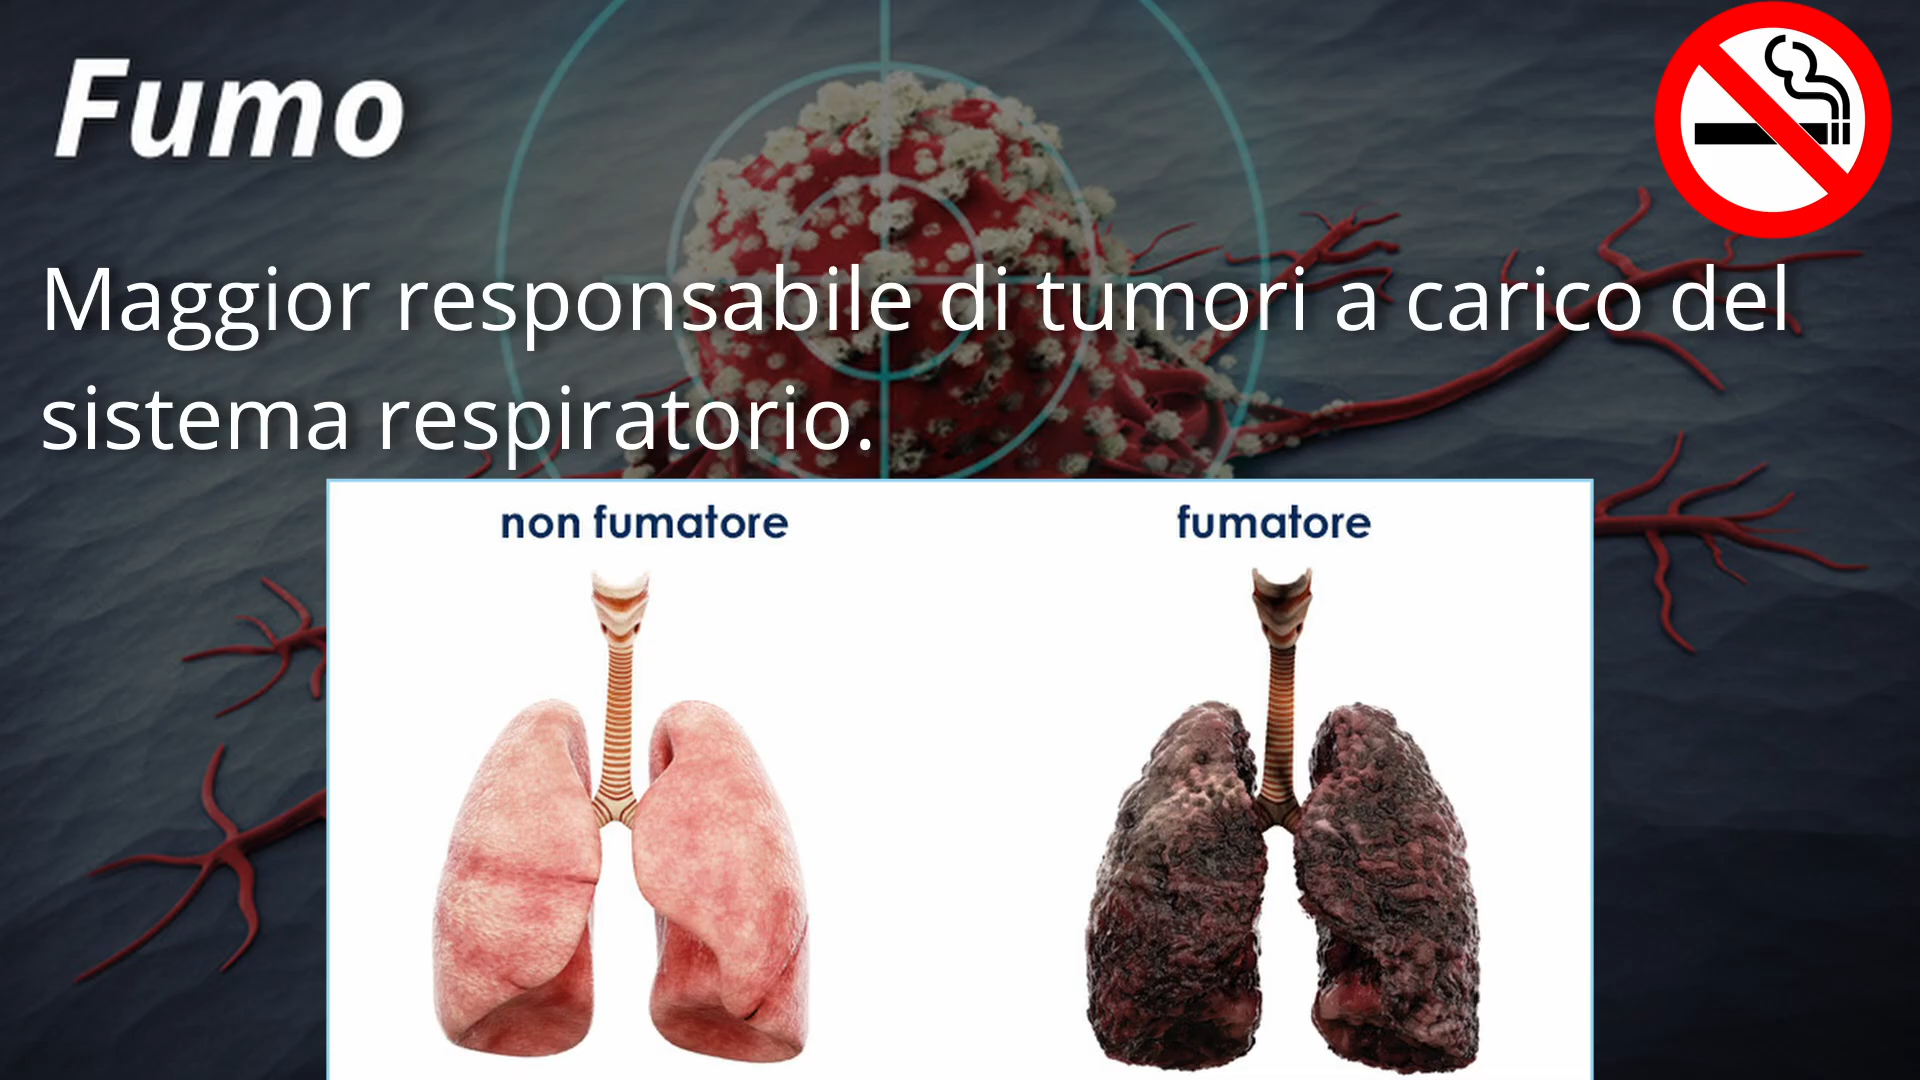 Fumo
Maggior responsabile di tumori a carico del
sistema respiratorio.
non fumatore
fumatore